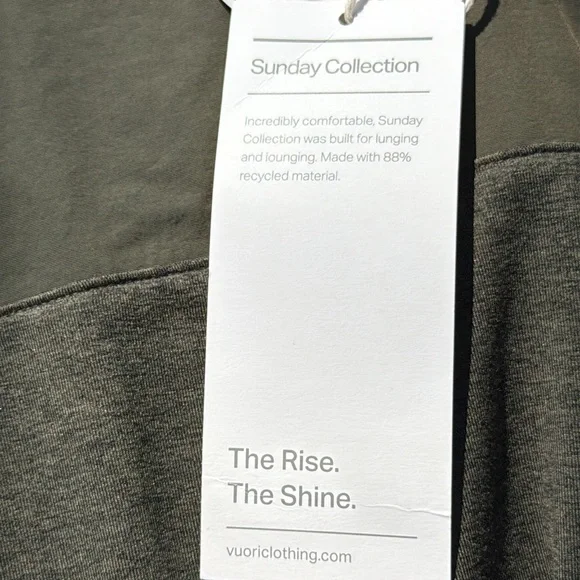 Sunday Collection
Incredibly comfortable, Sunday
Collection was built for lunging
and lounging. Made with 88%
recycled material.
The Rise.
The Shine.
vuoriclothing.com